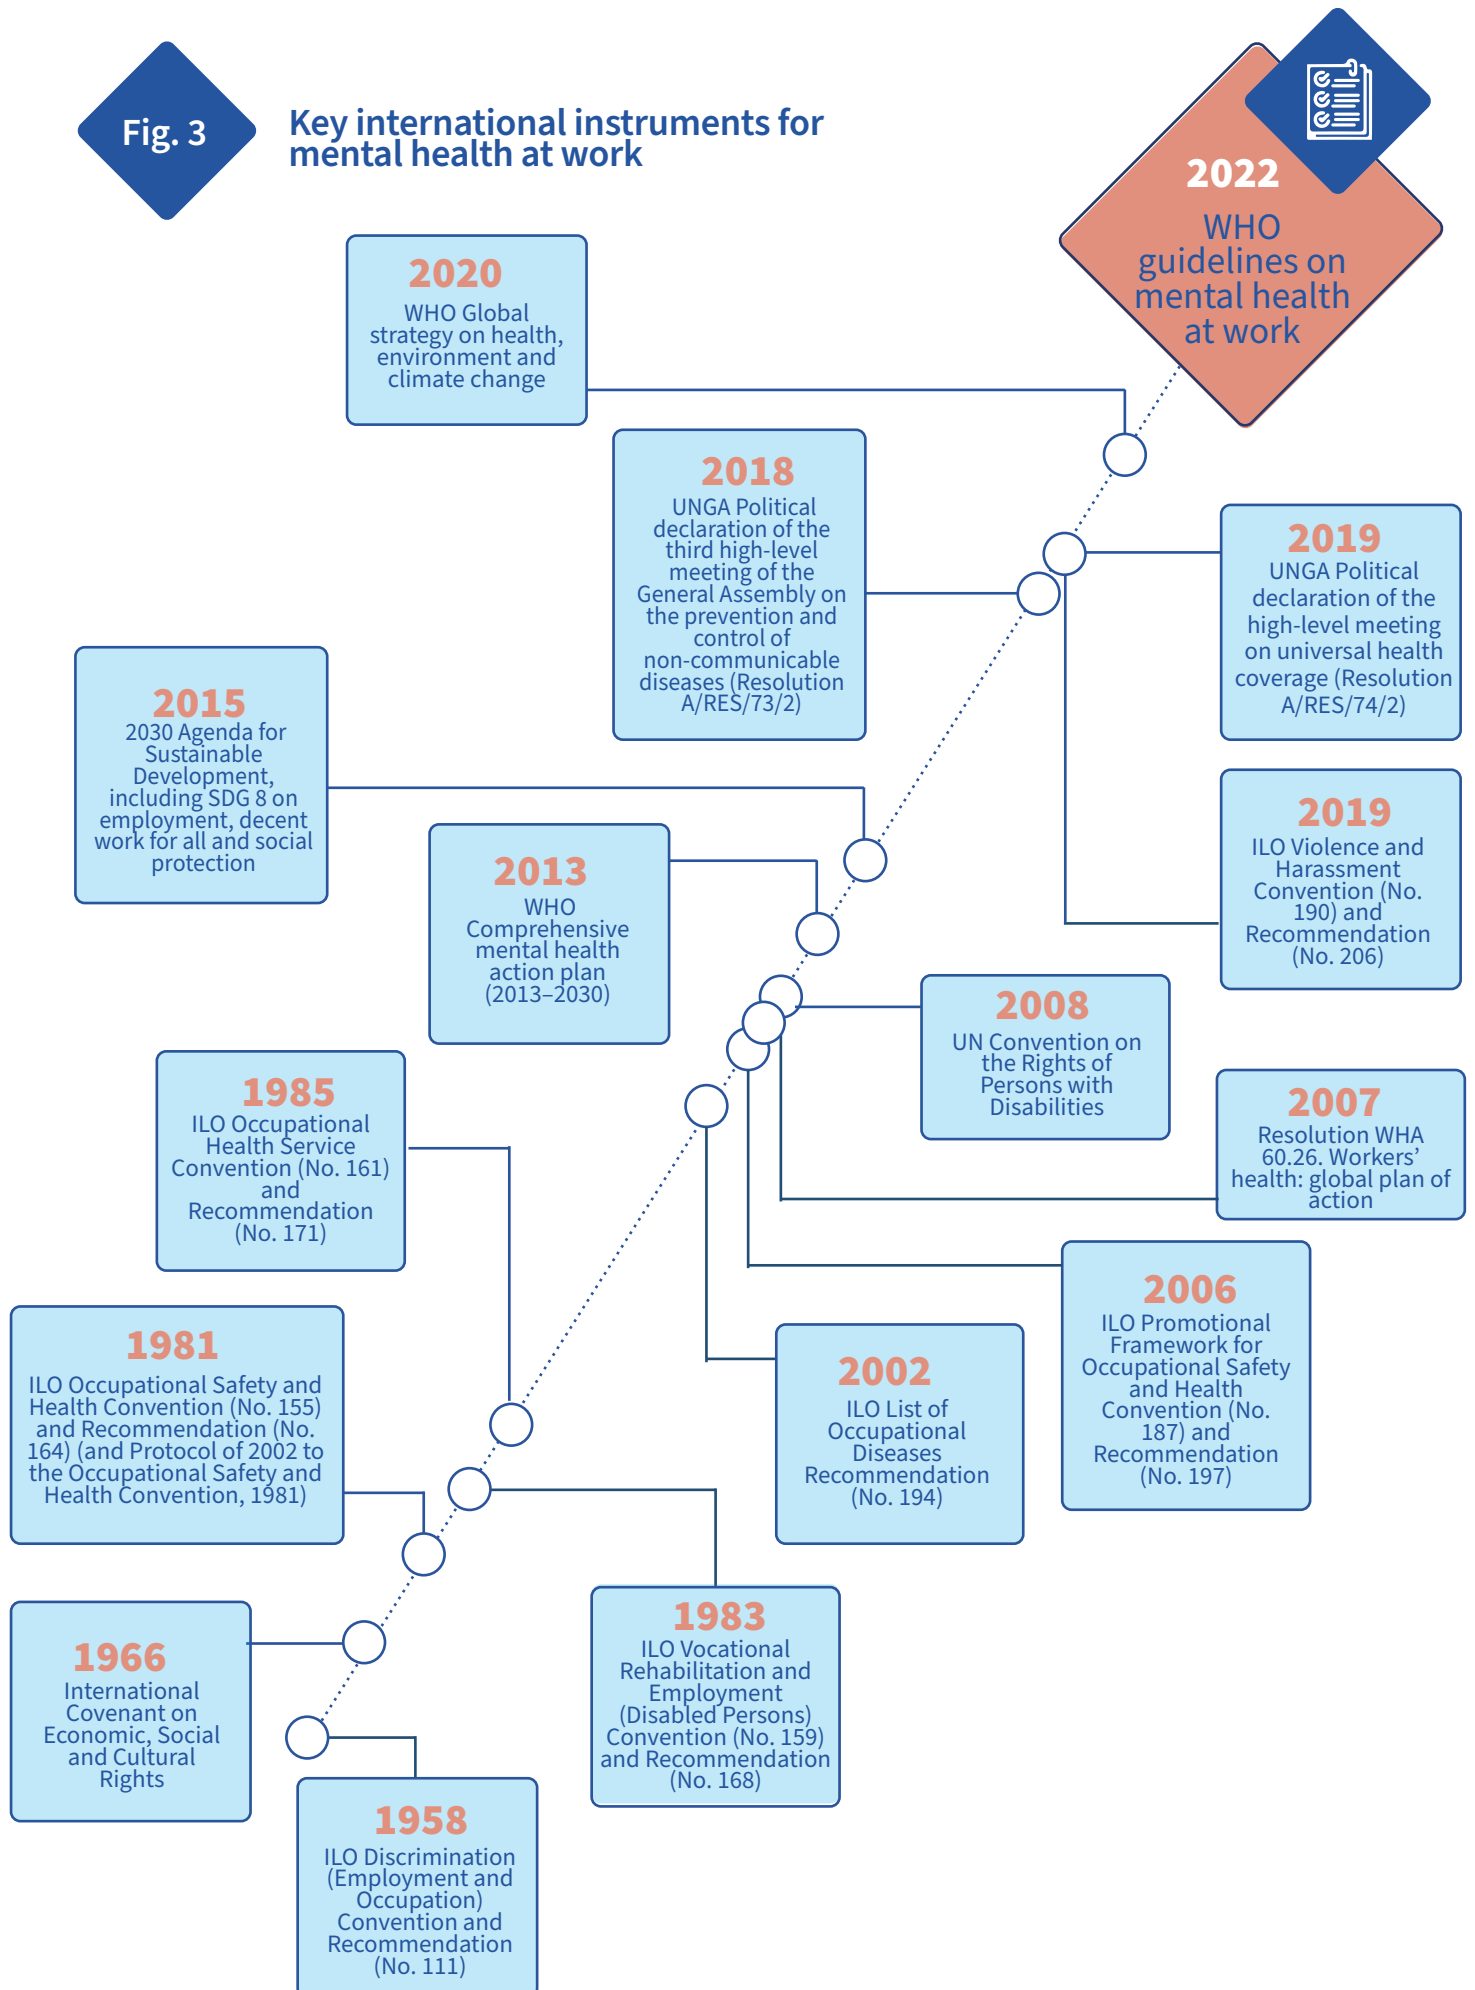 Fig. 3
Key international instruments for
mental health at work
2022
WHO
guidelines on
mental health
at work
2020
WHO Global
strategy on health,
environment and
climate change
2018
UNGA Political
declaration of the
third high-level
meeting of the
General Assembly on
the prevention and
control of
non-communicable
diseases (Resolution
A/RES/73/2)
2019
UNGA Political
declaration of the
high-level meeting
on universal health
coverage (Resolution
A/RES/74/2)
2015
2030 Agenda for
Sustainable
Development,
including SDG 8 on
employment, decent
work for all and social
protection
2019
ILO Violence and
Harassment
Convention (No.
190) and
Recommendation
(No. 206)
2013
WHO
Comprehensive
mental health
action plan
(2013–2030)
2008
UN Convention on
the Rights of
Persons with
Disabilities
1985
ILO Occupational
Health Service
Convention (No. 161)
and
Recommendation
(No. 171)
2007
Resolution WHA
60.26. Workers’
health: global plan of
action
2006
ILO Promotional
Framework for
Occupational Safety
and Health
Convention (No.
187) and
Recommendation
(No. 197)
1981
ILO Occupational Safety and
Health Convention (No. 155)
and Recommendation (No.
164) (and Protocol of 2002 to
the Occupational Safety and
Health Convention, 1981)
2002
ILO List of
Occupational
Diseases
Recommendation
(No. 194)
1983
ILO Vocational
Rehabilitation and
Employment
(Disabled Persons)
Convention (No. 159)
and Recommendation
(No. 168)
1966
International
Covenant on
Economic, Social
and Cultural
Rights
1958
ILO Discrimination
(Employment and
Occupation)
Convention and
Recommendation
(No. 111)